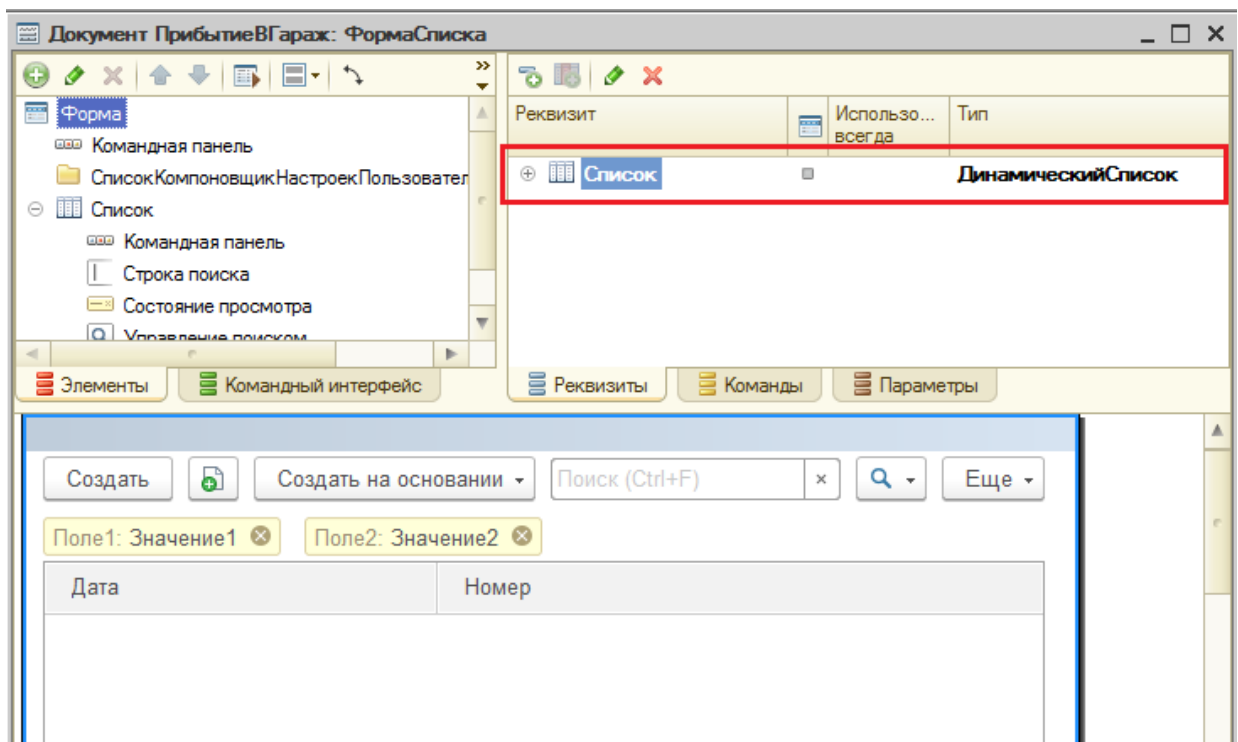 Документ ПрибытиеВГараж: ФормаСписка
Форма
Командная панель
СписокКомпоновщикНастроекПользовател
Список
Командная панель
Строка поиска
Состояние просмотра
Управление поиском
Элементы
Командный интерфейс
Реквизит
Использо...
всегда
Тип
Список
ДинамическийСписок
Реквизиты
Команды
Параметры
Создать
Создать на основании
Поиск (Ctrl+F)
×
Еще
Поле1: Значение1
Поле2: Значение2
Дата
Номер